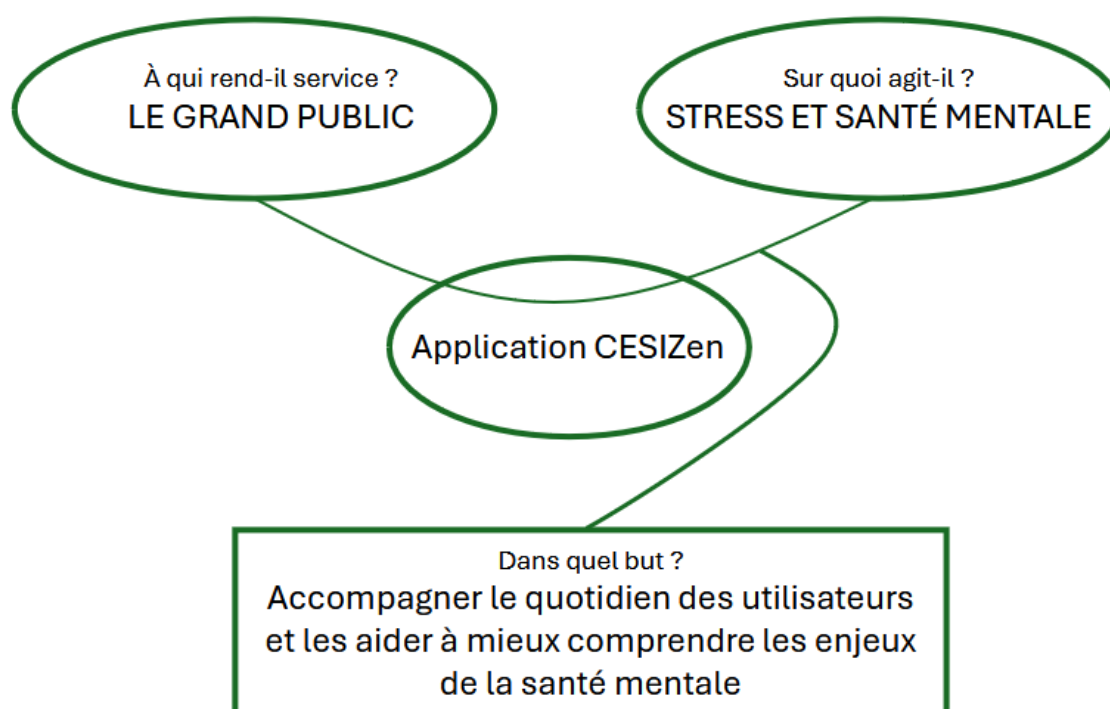 À qui rend-il service ?
LE GRAND PUBLIC
Sur quoi agit-il ?
STRESS ET SANTÉ MENTALE
Application CESIZen
Dans quel but ?
Accompagner le quotidien des utilisateurs
et les aider à mieux comprendre les enjeux
de la santé mentale